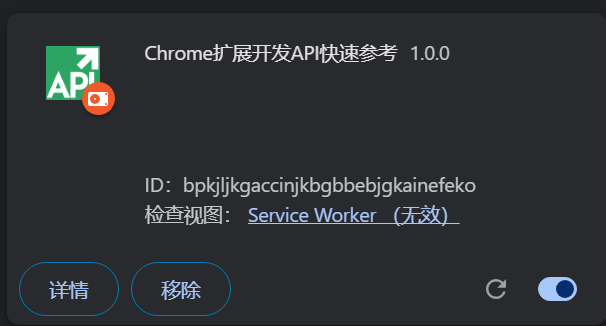 API
Chrome扩展开发API快速参考 1.0.0
ID：bpkjljkgaccinjkbgbbebjgkainefeko
检查视图： Service Worker （无效）
详情 移除